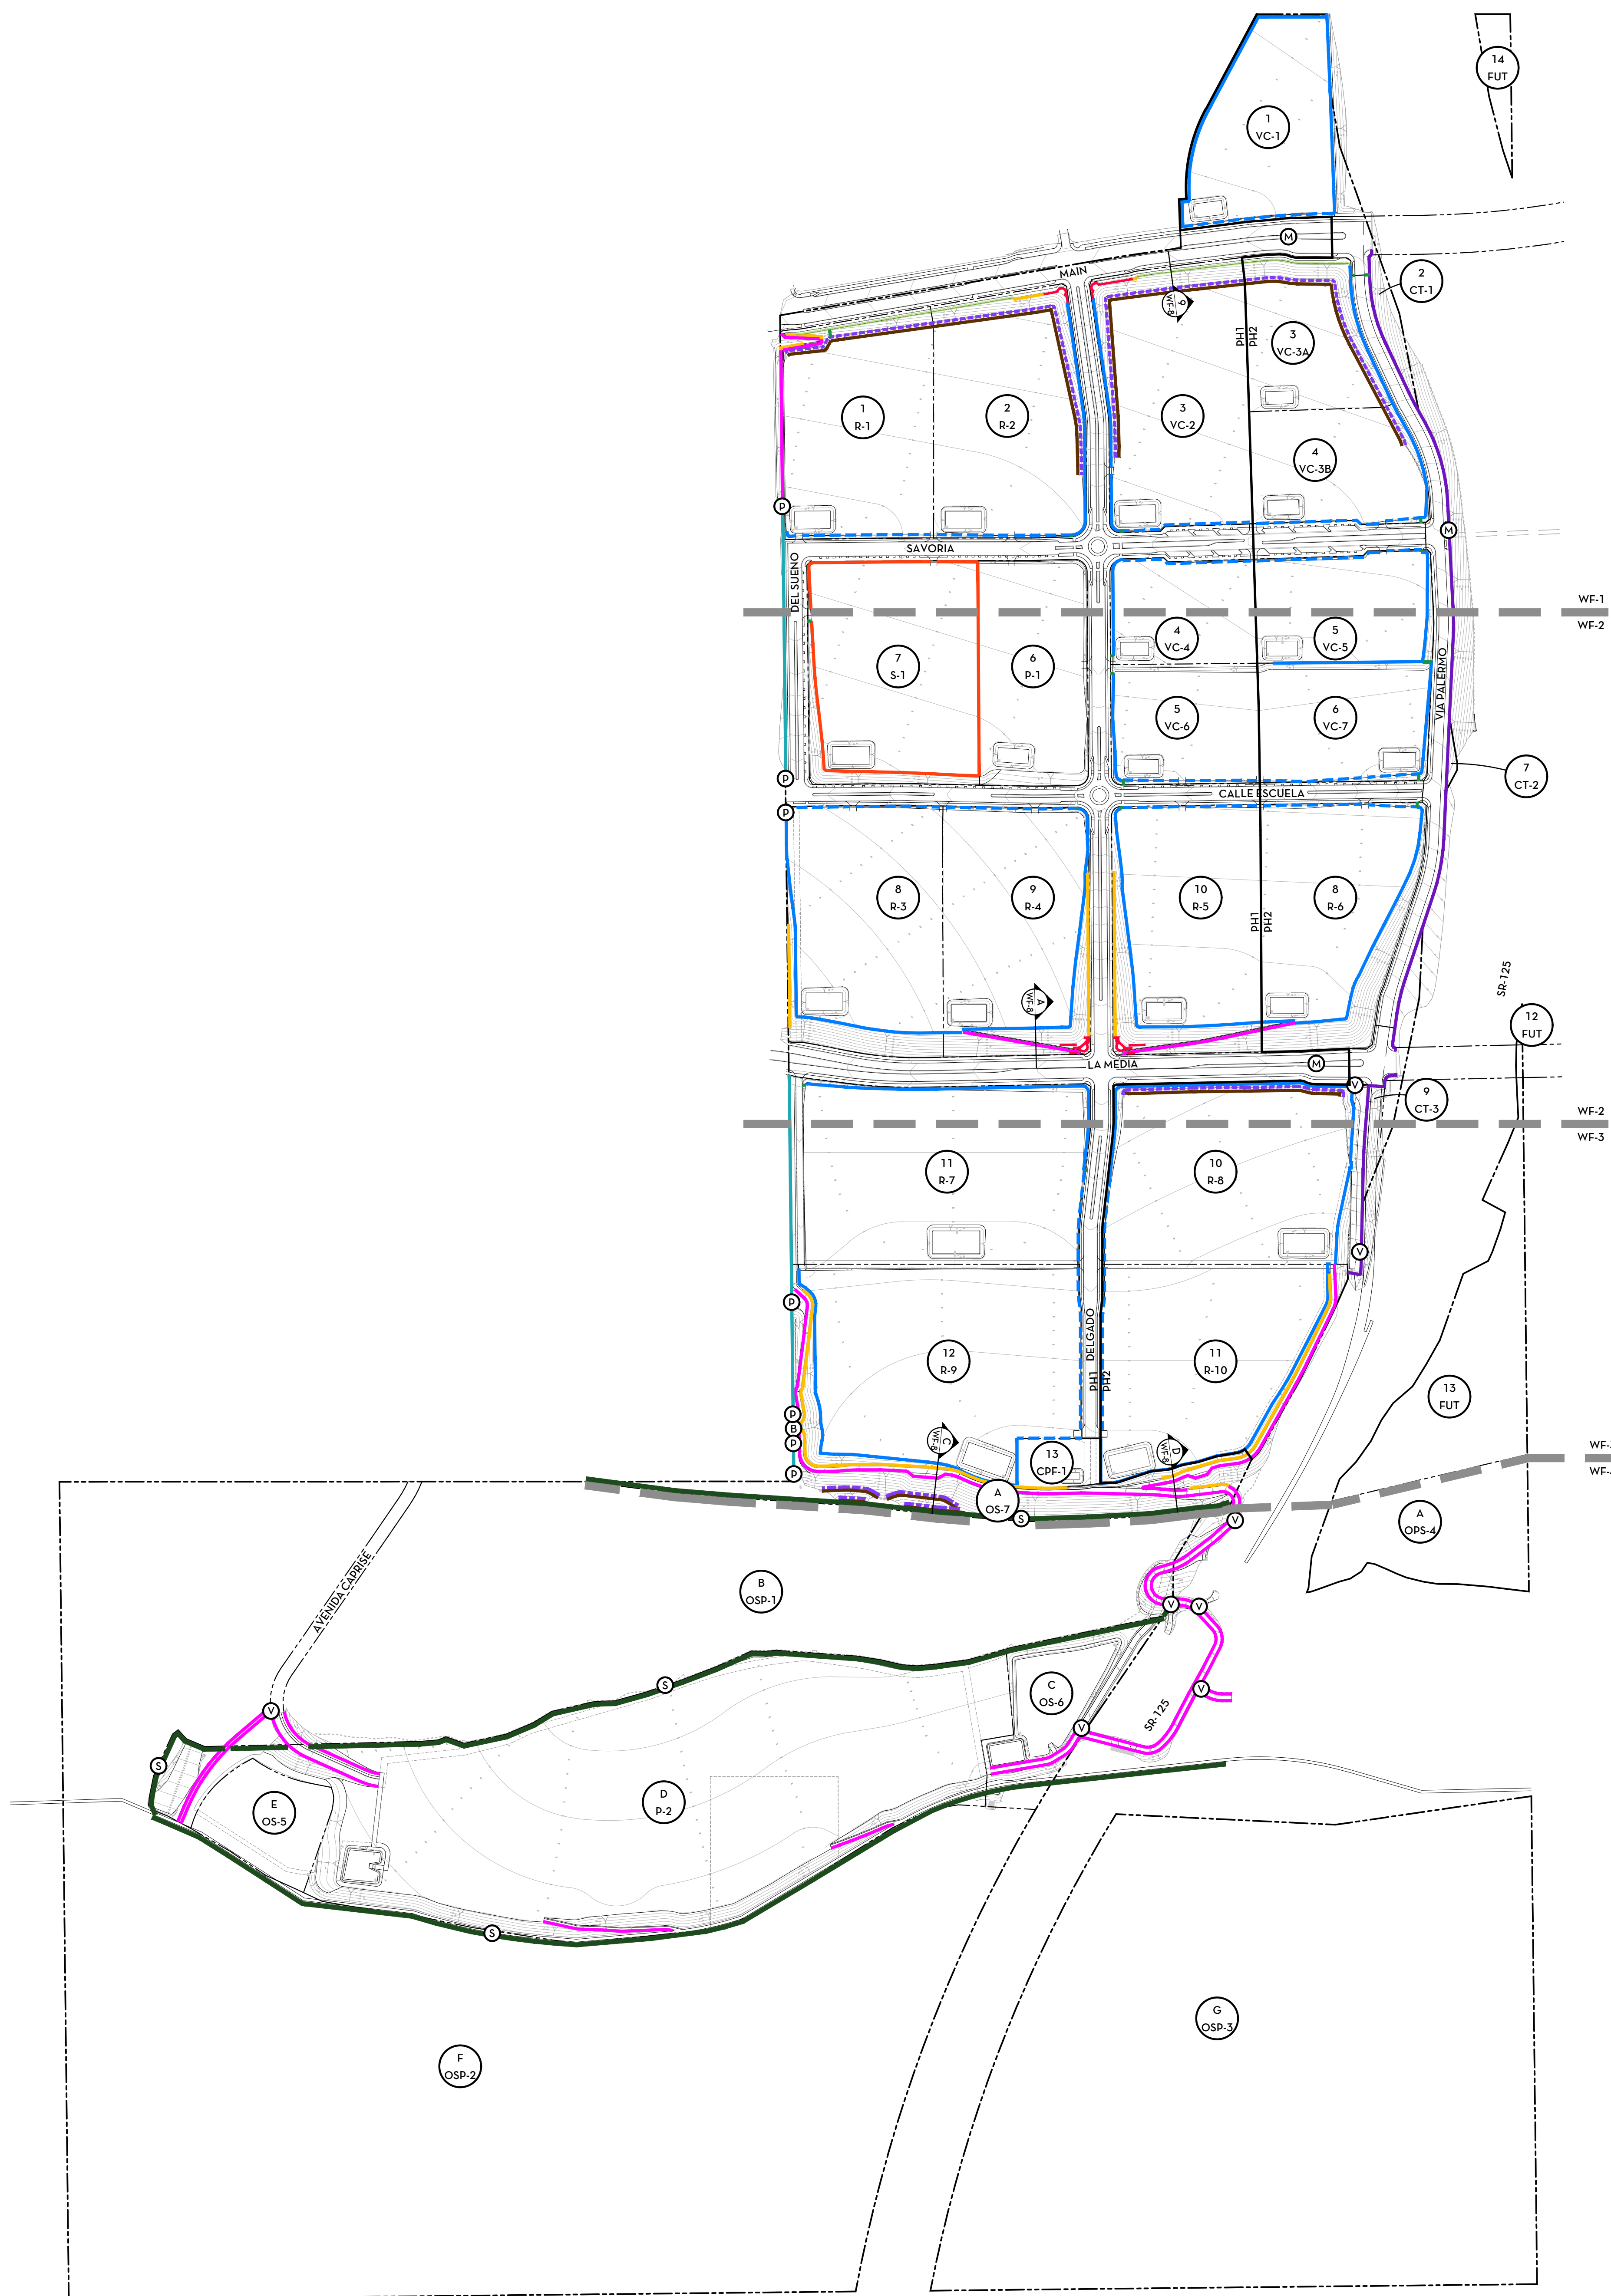 14
FUT
1
VC-1
M
MAIN
2
CT-1
9
WF-8
PH1
PH2
3
VC-3A
1
R-1
2
R-2
3
VC-2
4
VC-3B
P
M
SAVORIA
DEL SUENO
WF-1
WF-2
4
VC-4
5
VC-5
7
S-1
6
P-1
VIA PALERMO
5
VC-6
6
VC-7
P
7
CT-2
CALLE ESCUELA
P
8
R-3
9
R-4
10
R-5
8
R-6
PH1
PH2
SR-125
A
WF-8
12
FUT
LA MEDIA
M
V
9
CT-3
WF-2
WF-3
11
R-7
10
R-8
V
P
DELGADO
12
R-9
11
R-10
PH1
PH2
13
FUT
P
B
P
C
WF-8
D
WF-8
13
CPF-1
WF-
WF-
P
A
OS-7
S
V
A
OPS-4
AVENIDA CAPRISE
B
OSP-1
V
V
S
C
OS-6
V
V
SR-125
V
S
E
OS-5
D
P-2
S
G
OSP-3
F
OSP-2